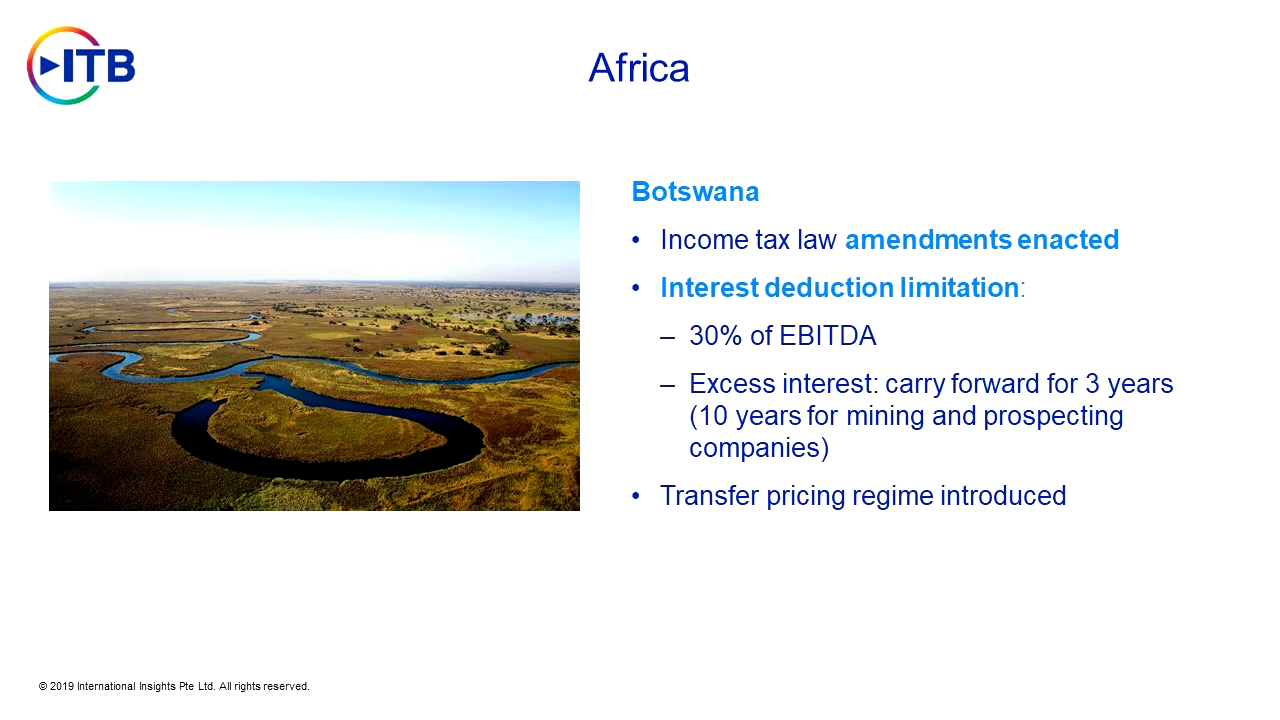 ITB
Africa
Botswana
• Income tax law amendments enacted
• Interest deduction limitation:
– 30% of EBITDA
– Excess interest: carry forward for 3 years
(10 years for mining and prospecting
companies)
• Transfer pricing regime introduced
© 2019 International Insights Pte Ltd. All rights reserved.